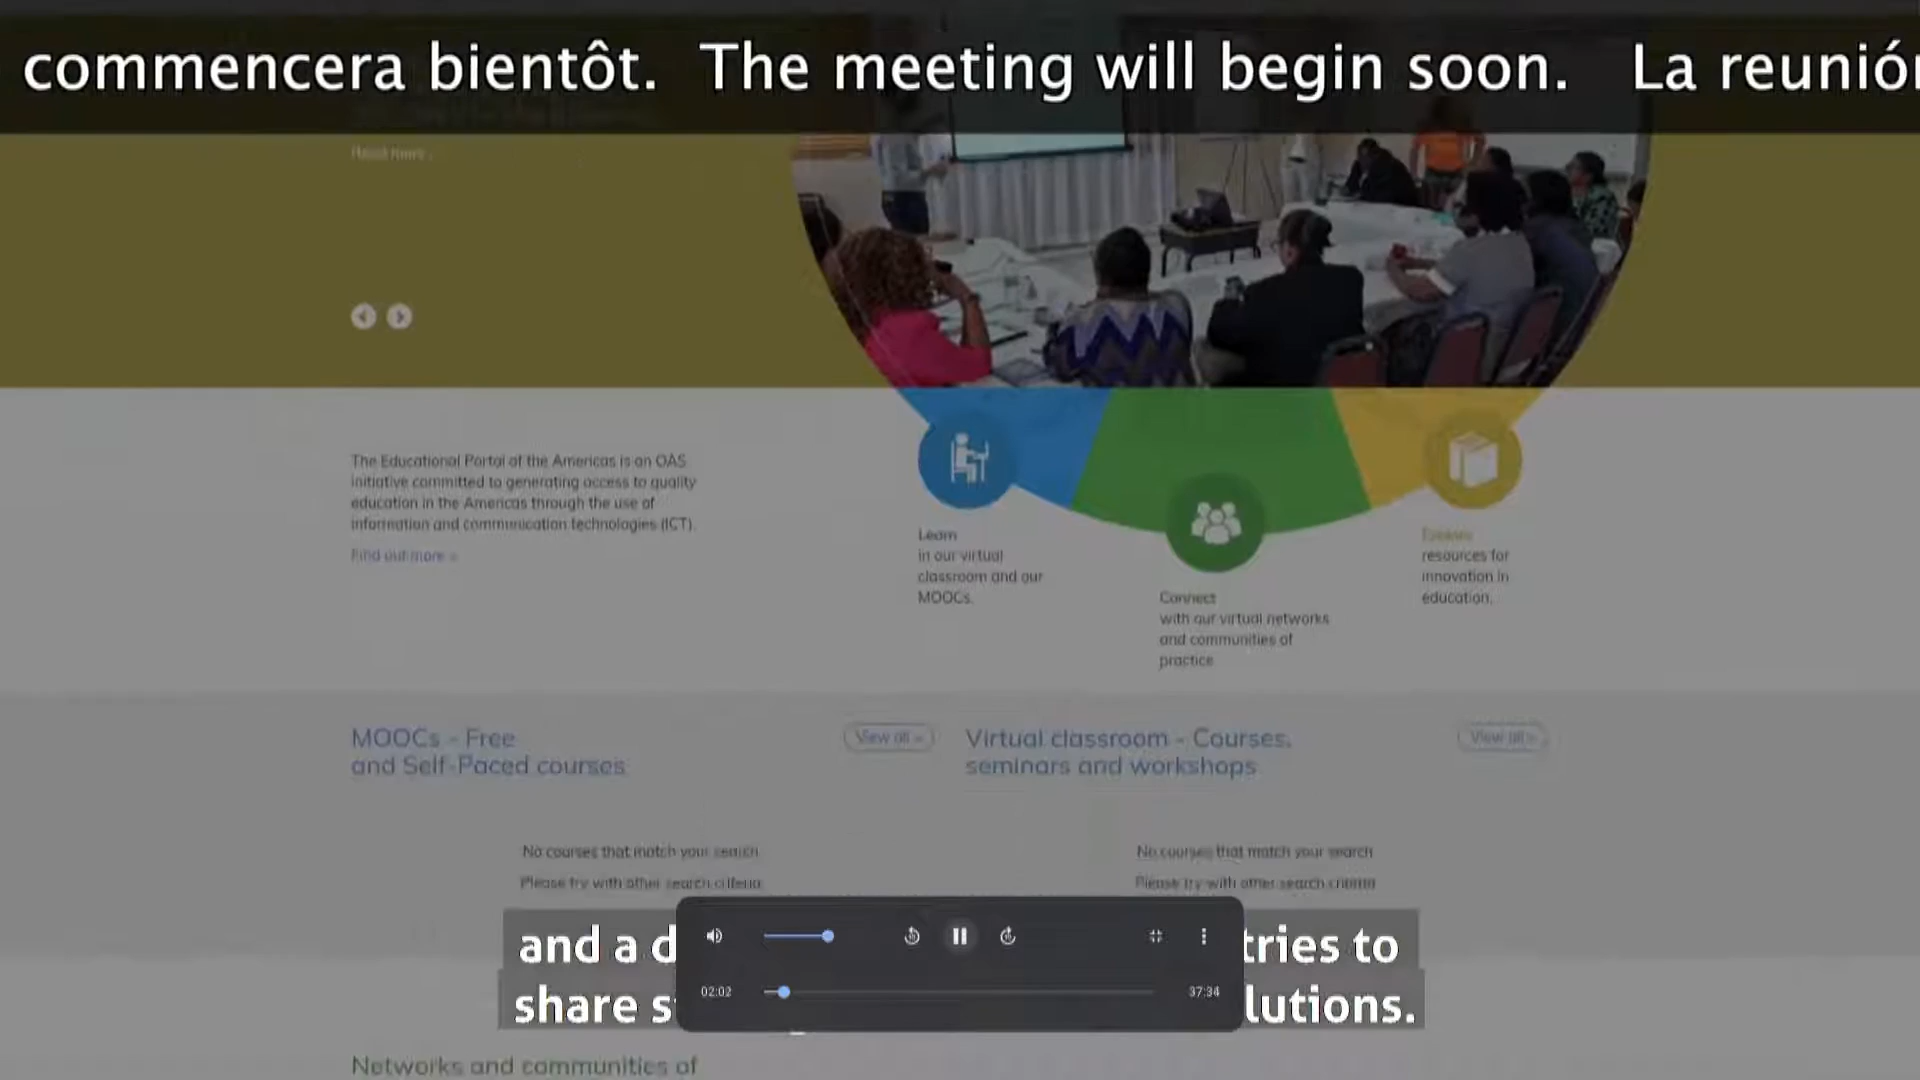 commencera bientôt. The meeting will begin soon. La reunión
Read more
The Educational Portal of the Americas is an OAS
initiative committed to generating access to quality
education in the Americas through the use of
information and communication technologies (ICT).
Find out more »
Learn
in our virtual
classroom and our
MOOCs.
Connect
with our virtual networks
and communities of
practice
resources for
innovation in
education.
MOOCs - Free
and Self-Paced courses
View all »
Virtual classroom - Courses,
seminars and workshops
View all »
No courses that match your search
Please try with other search criteria
No courses that match your search
Please try with other search criteria
and a d tries to
share s lutions.
02:02
37:34
Networks and communities of